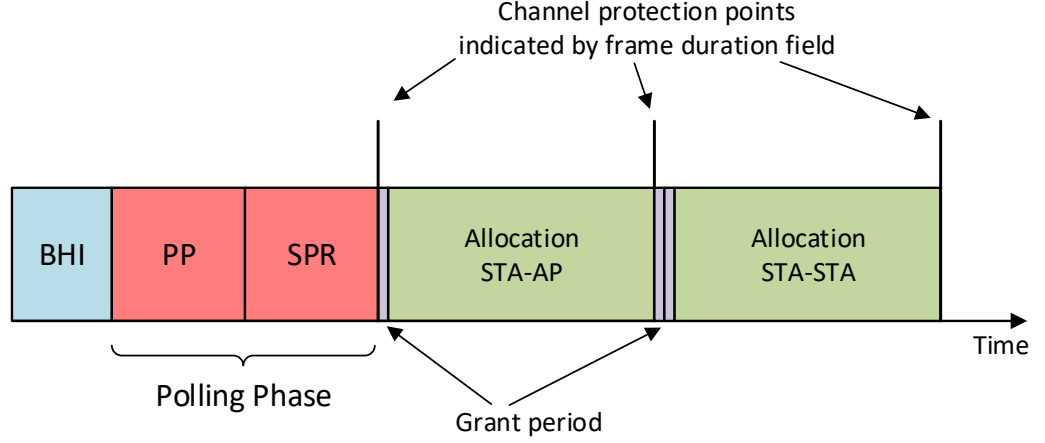 Channel protection points
indicated by frame duration field
BHI
PP
SPR
Allocation
STA-AP
Allocation
STA-STA
Time
Polling Phase
Grant period